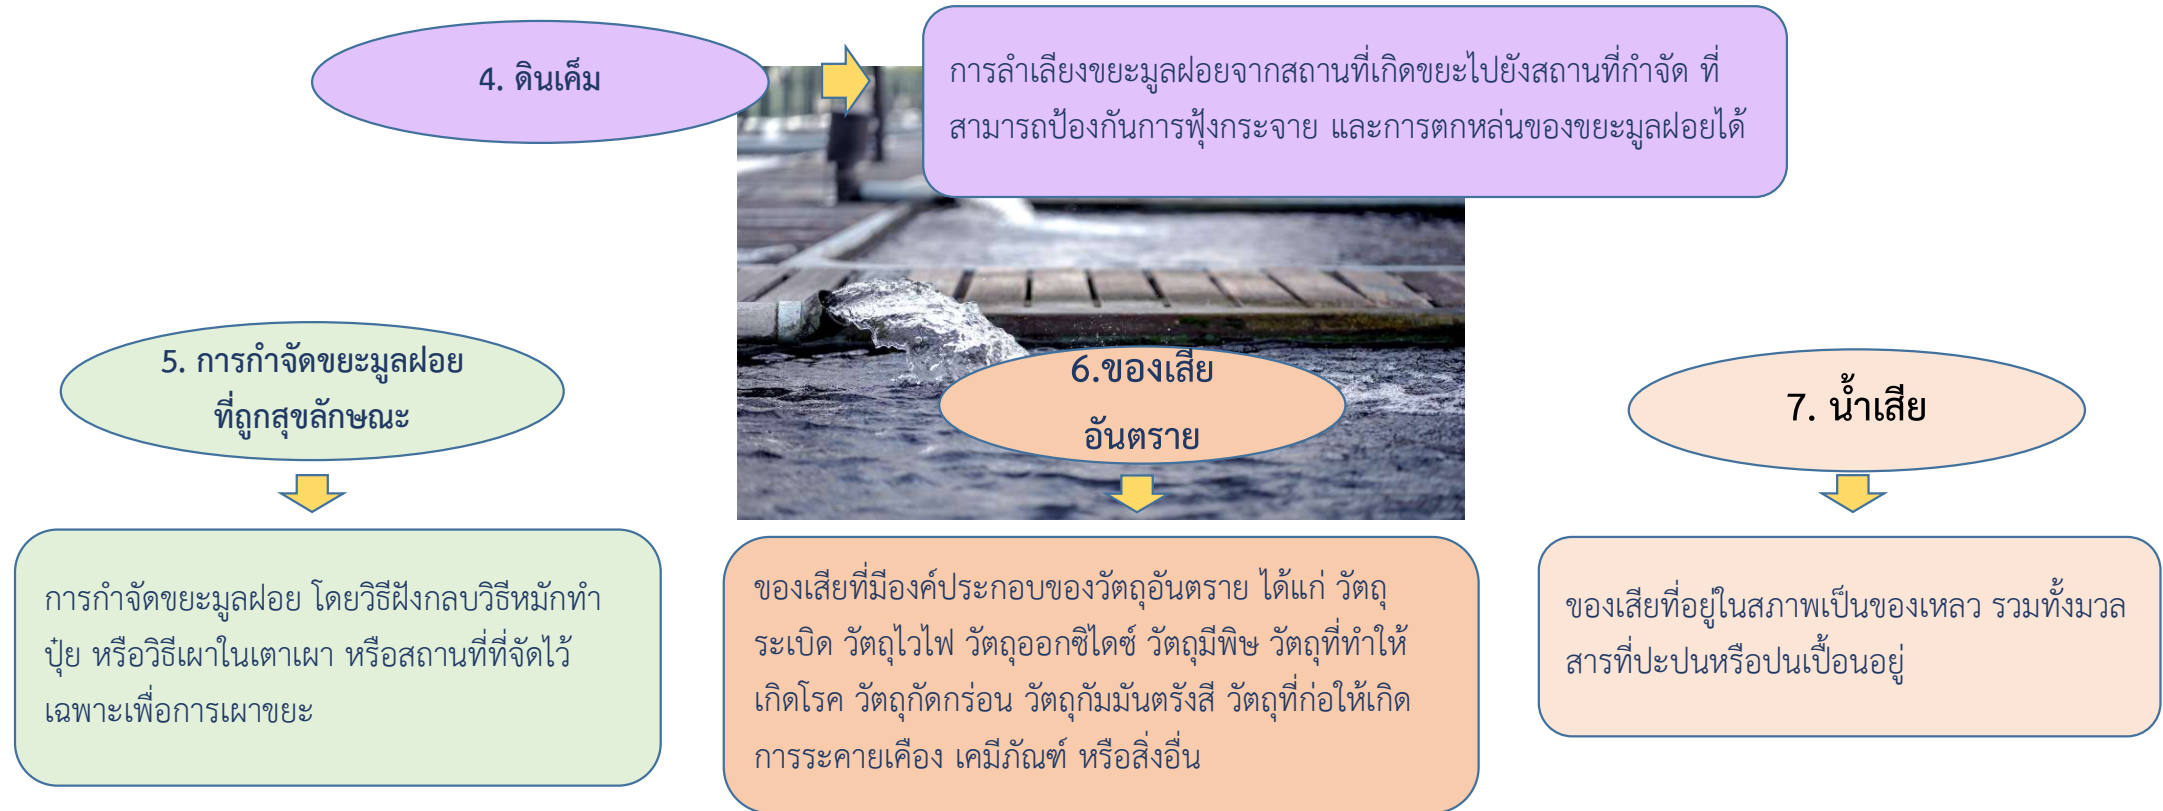 4. ดินเค็ม
การลำเลียงขยะมูลฝอยจากสถานที่เกิดขยะไปยังสถานที่กำจัด ที่
สามารถป้องกันการฟุ้งกระจาย และการตกหล่นของขยะมูลฝอยได้
5. การกำจัดขยะมูลฝอย
ที่ถูกสุขลักษณะ
การกำจัดขยะมูลฝอย โดยวิธีฝังกลบวิธีหมักทำ
ปุ๋ย หรือวิธีเผาในเตาเผา หรือสถานที่ที่จัดไว้
เฉพาะเพื่อการเผาขยะ
6.ของเสีย
อันตราย
ของเสียที่มีองค์ประกอบของวัตถุอันตราย ได้แก่ วัตถุ
ระเบิด วัตถุไวไฟ วัตถุออกซิไดซ์ วัตถุมีพิษ วัตถุที่ทำให้
เกิดโรค วัตถุกัดกร่อน วัตถุกัมมันตรังสี วัตถุที่ก่อให้เกิด
การระคายเคือง เคมีภัณฑ์ หรือสิ่งอื่น
7. น้ำเสีย
ของเสียที่อยู่ในสภาพเป็นของเหลว รวมทั้งมวล
สารที่ปะปนหรือปนเปื้อนอยู่